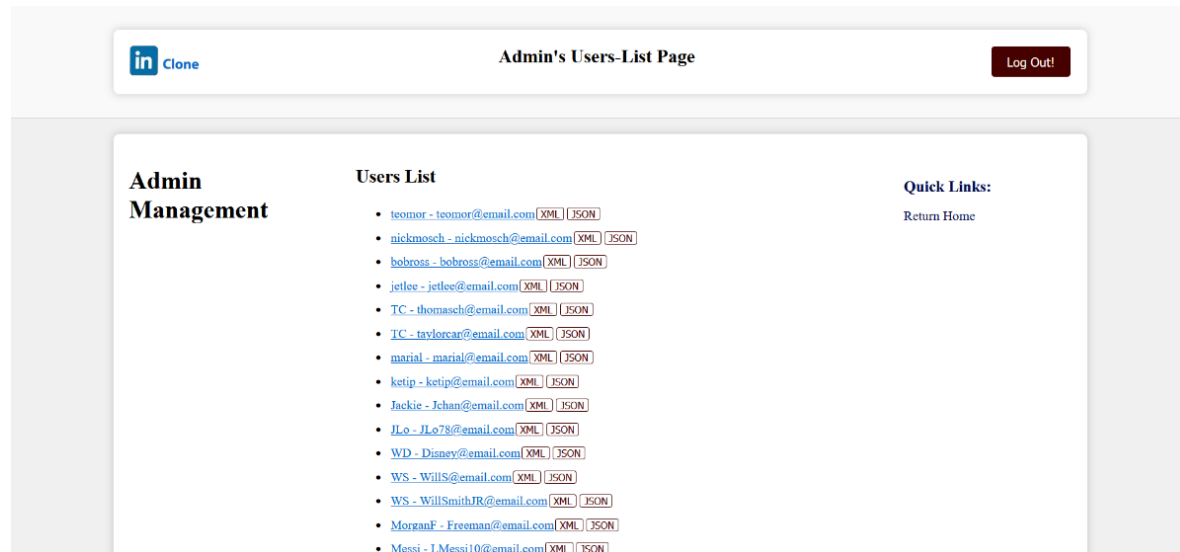 in Clone
Admin's Users-List Page
Log Out!
Admin
Management
Users List
teomor - teomor@email.com XML JSON
nickmosch - nickmosch@email.com XML JSON
bobross - bobross@email.com XML JSON
jetlee - jetlee@email.com XML JSON
TC - thomasch@email.com XML JSON
TC - taylorcar@email.com XML JSON
marial - marial@email.com XML JSON
ketip - ketip@email.com XML JSON
Jackie - Jchan@email.com XML JSON
JLo - JLo78@email.com XML JSON
WD - Disney@email.com XML JSON
WS - WillS@email.com XML JSON
WS - WillSmithJR@email.com XML JSON
MorganF - Freeman@email.com XML JSON
Messi - LMessi10@email.com XML JSON
Quick Links:
Return Home